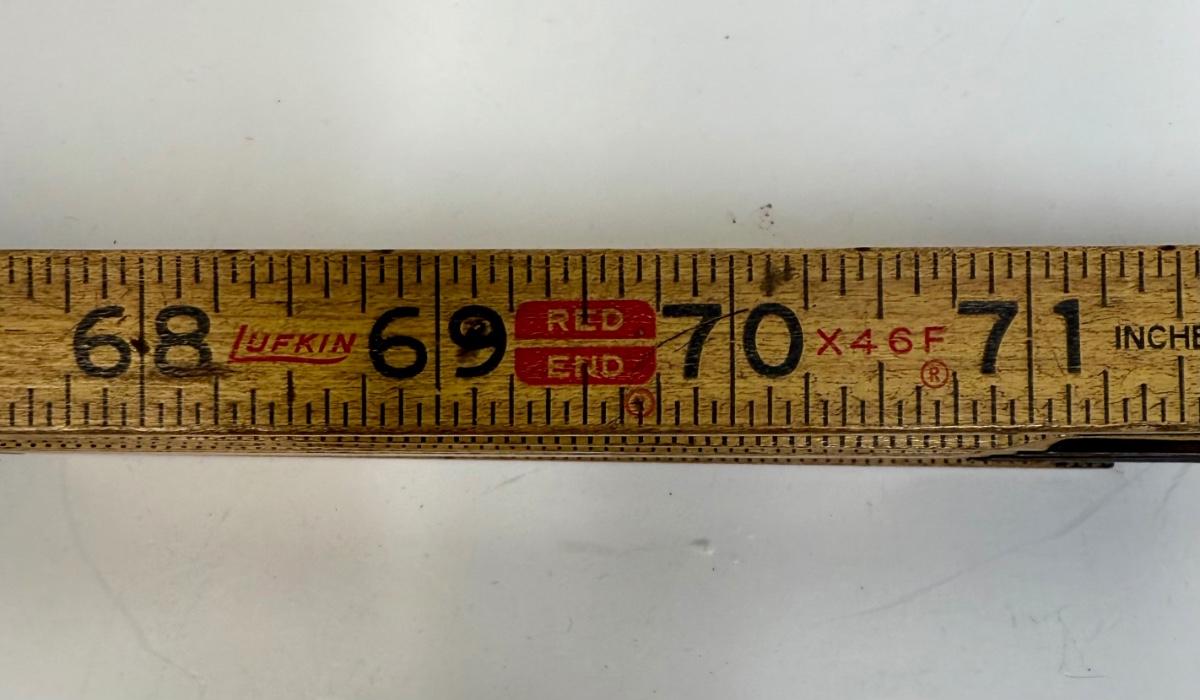 68 LUFKIN 69 RED 70 X46F 71 INCHE
END ® ®